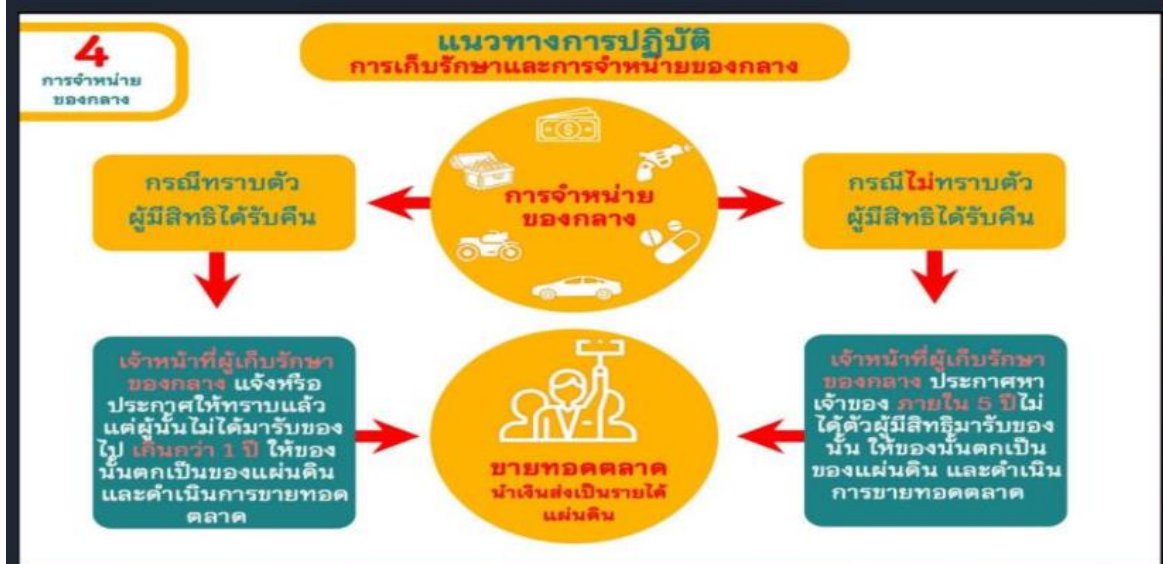 4
การจำหน่าย
ของกลาง
แนวทางการปฏิบัติ
การเก็บรักษาและการจำหน่ายของกลาง
กรณีทราบตัว
ผู้มีสิทธิได้รับคืน
การจำหน่าย
ของกลาง
กรณีไม่ทราบตัว
ผู้มีสิทธิได้รับคืน
เจ้าหน้าที่ผู้เก็บรักษา
ของกลาง แจ้งหรือ
ประกาศให้ทราบแล้ว
แต่ผู้นั้นไม่ได้มารับของ
ไป เกินกว่า 1 ปี ให้ของ
นั้นตกเป็นของแผ่นดิน
และดำเนินการขายทอด
ตลาด
ขายทอดตลาด
นำเงินส่งเป็นรายได้
แผ่นดิน
เจ้าหน้าที่ผู้เก็บรักษา
ของกลาง ประกาศหา
เจ้าของ ภายใน 5 ปีไม่
ได้ตัวผู้มีสิทธิมารับของ
นั้น ให้ของนั้นตกเป็น
ของแผ่นดิน และดำเนิน
การขายทอดตลาด